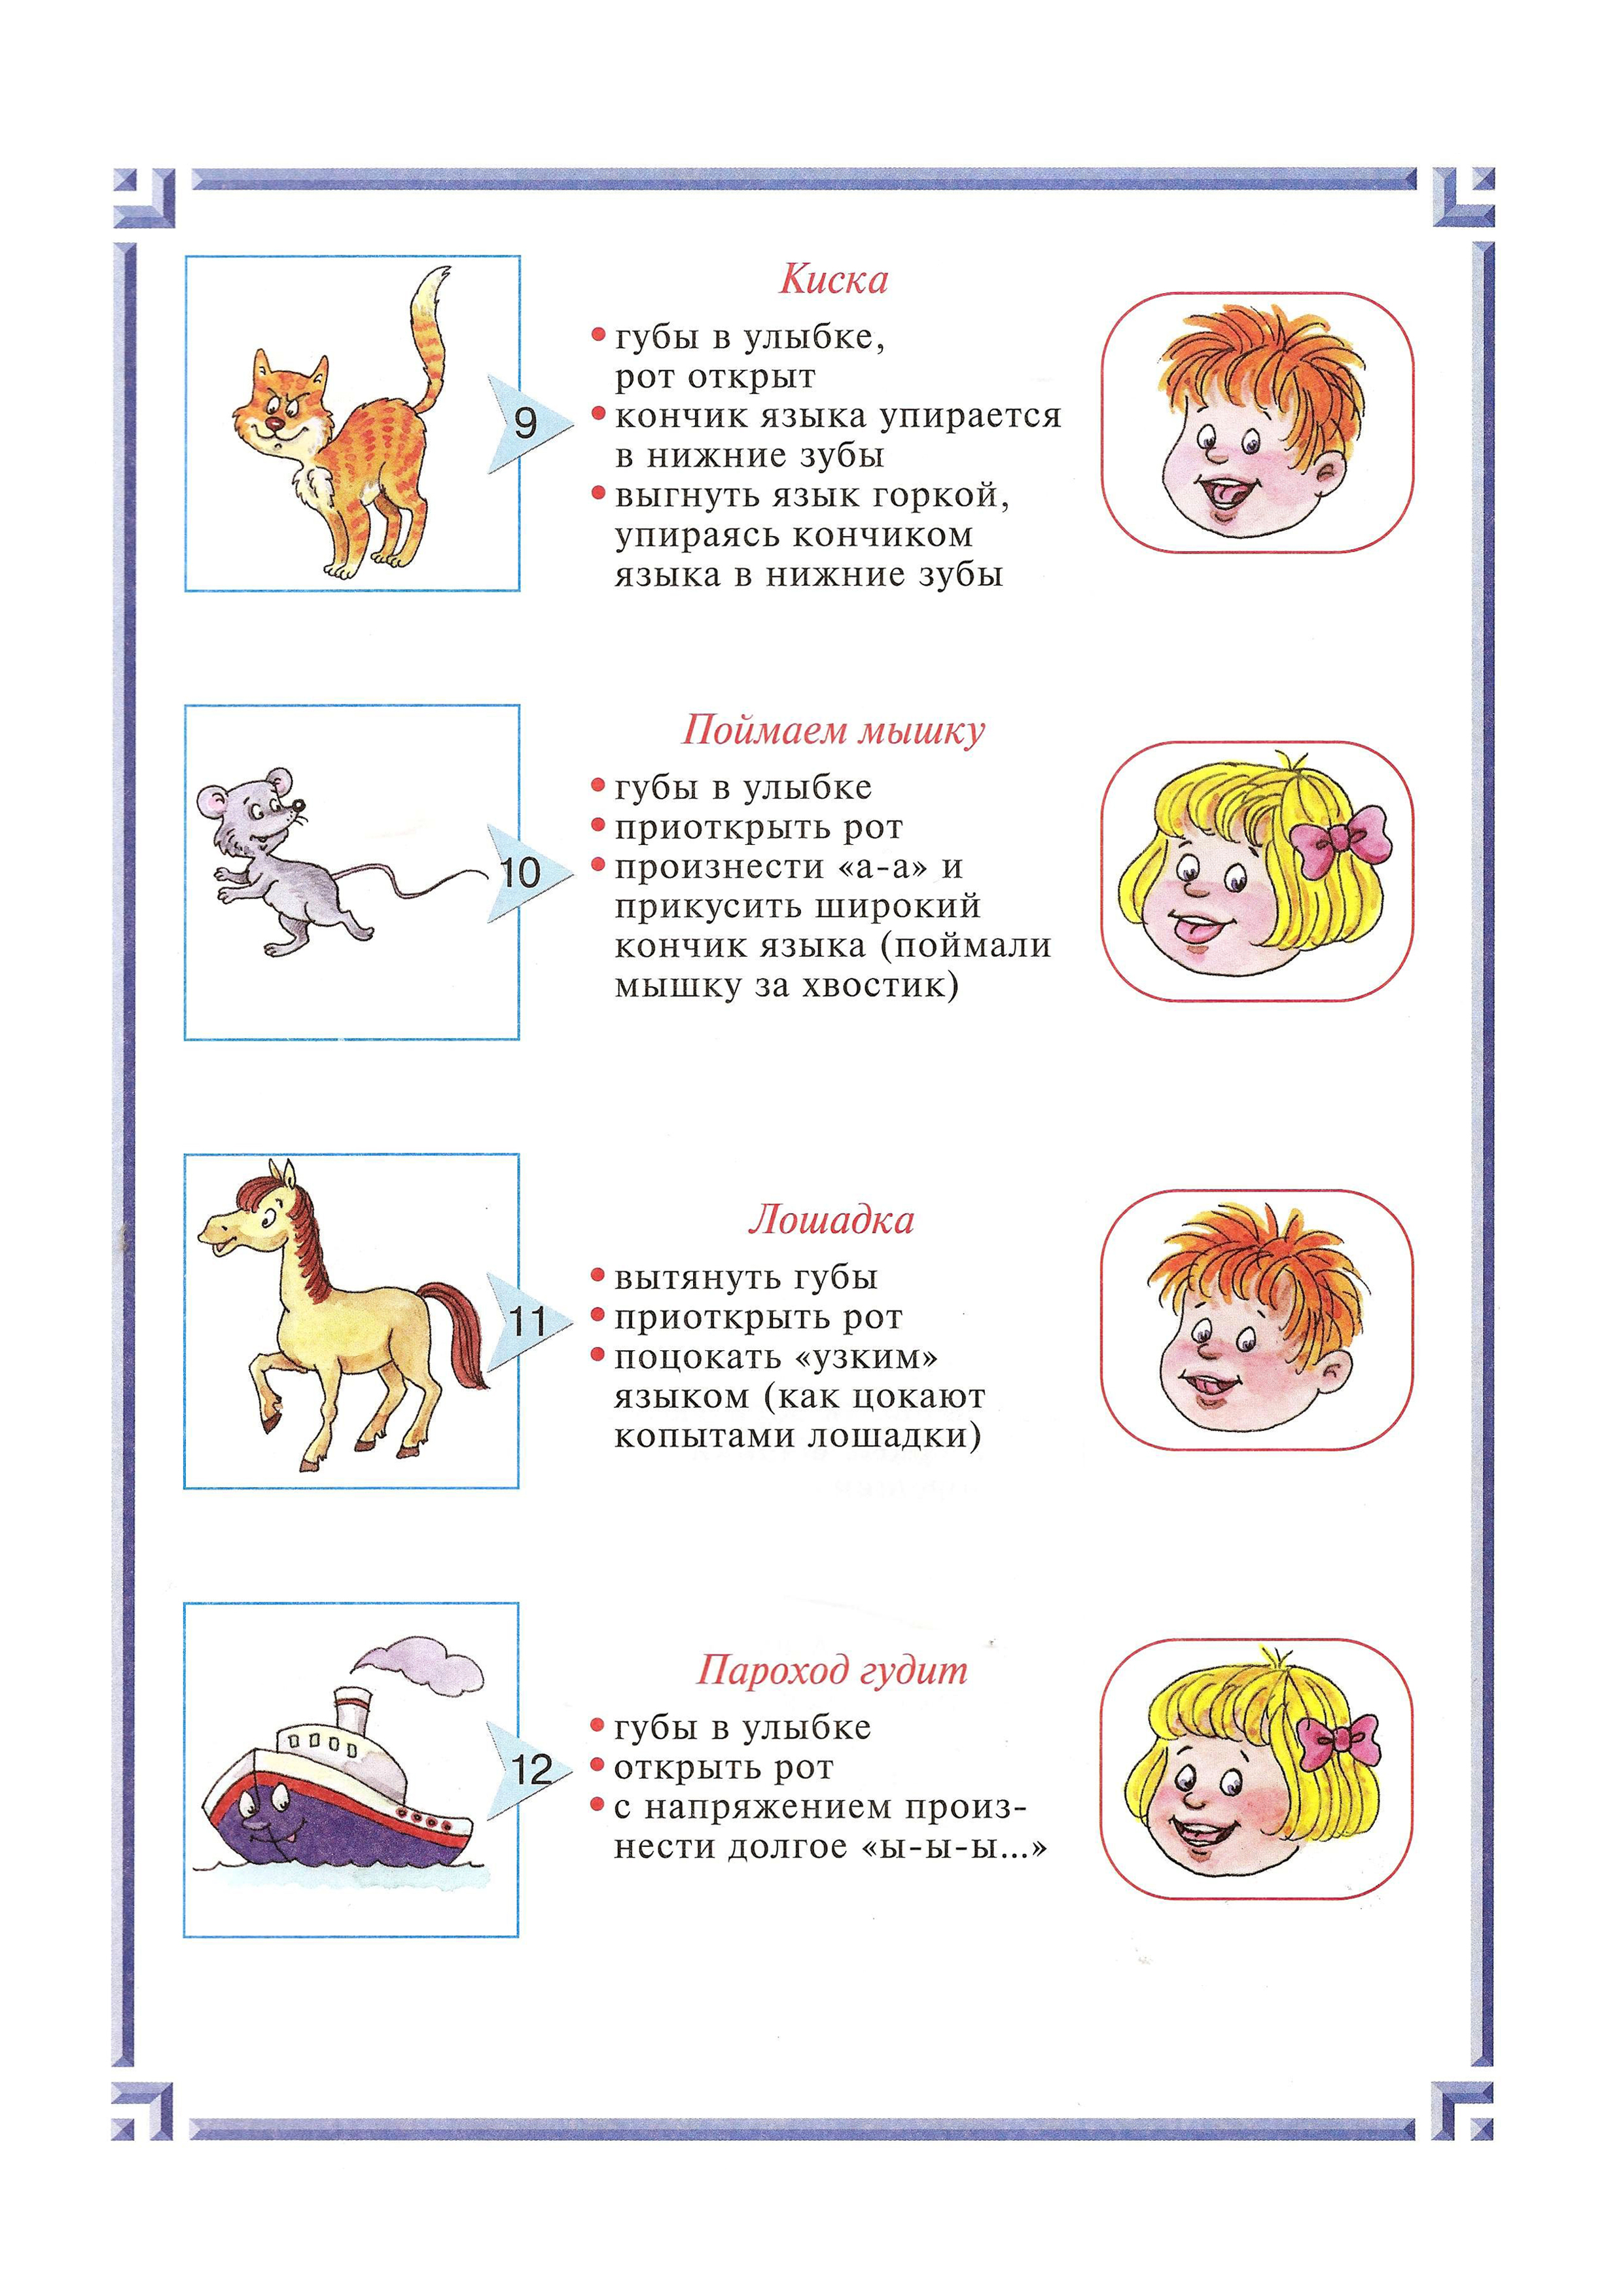 Киска
• губы в улыбке,
рот открыт
9
• кончик языка упирается
в нижние зубы
• выгнуть язык горкой,
упираясь кончиком
языка в нижние зубы
Поймаем мышку
• губы в улыбке
• приоткрыть рот
10
• произнести «а-а» и
прикусить широкий
кончик языка (поймали
мышку за хвостик)
Лошадка
• вытянуть губы
11
• приоткрыть рот
• поцокать «узким»
языком (как цокают
копытами лошадки)
Пароход гудит
• губы в улыбке
12
• открыть рот
• с напряжением произ-
нести долгое «ы-ы-ы...»